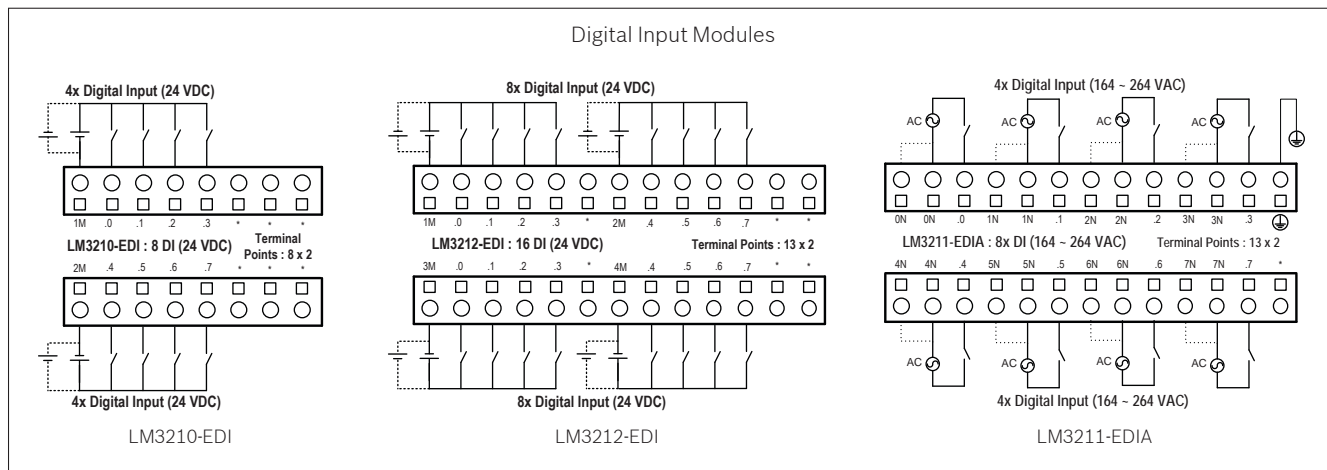 Digital Input Modules
4x Digital Input (24 VDC)
1M .0 .1 .2 .3 * * *
LM3210-EDI : 8 DI (24 VDC)
Terminal
Points : 8 x 2
2M .4 .5 .6 .7 * * *
4x Digital Input (24 VDC)
LM3210-EDI
8x Digital Input (24 VDC)
1M .0 .1 .2 .3 * 2M .4 .5 .6 .7 * *
LM3212-EDI : 16 DI (24 VDC) Terminal Points : 13 x 2
3M .0 .1 .2 .3 * 4M .4 .5 .6 .7 * *
8x Digital Input (24 VDC)
LM3212-EDI
4x Digital Input (164 ~ 264 VAC)
AC AC AC AC
0N 0N .0 1N 1N .1 2N 2N .2 3N 3N .3
LM3211-EDIA : 8x DI (164 ~ 264 VAC) Terminal Points : 13 x 2
4N 4N .4 5N 5N .5 6N 6N .6 7N 7N .7 *
AC AC AC AC
4x Digital Input (164 ~ 264 VAC)
LM3211-EDIA